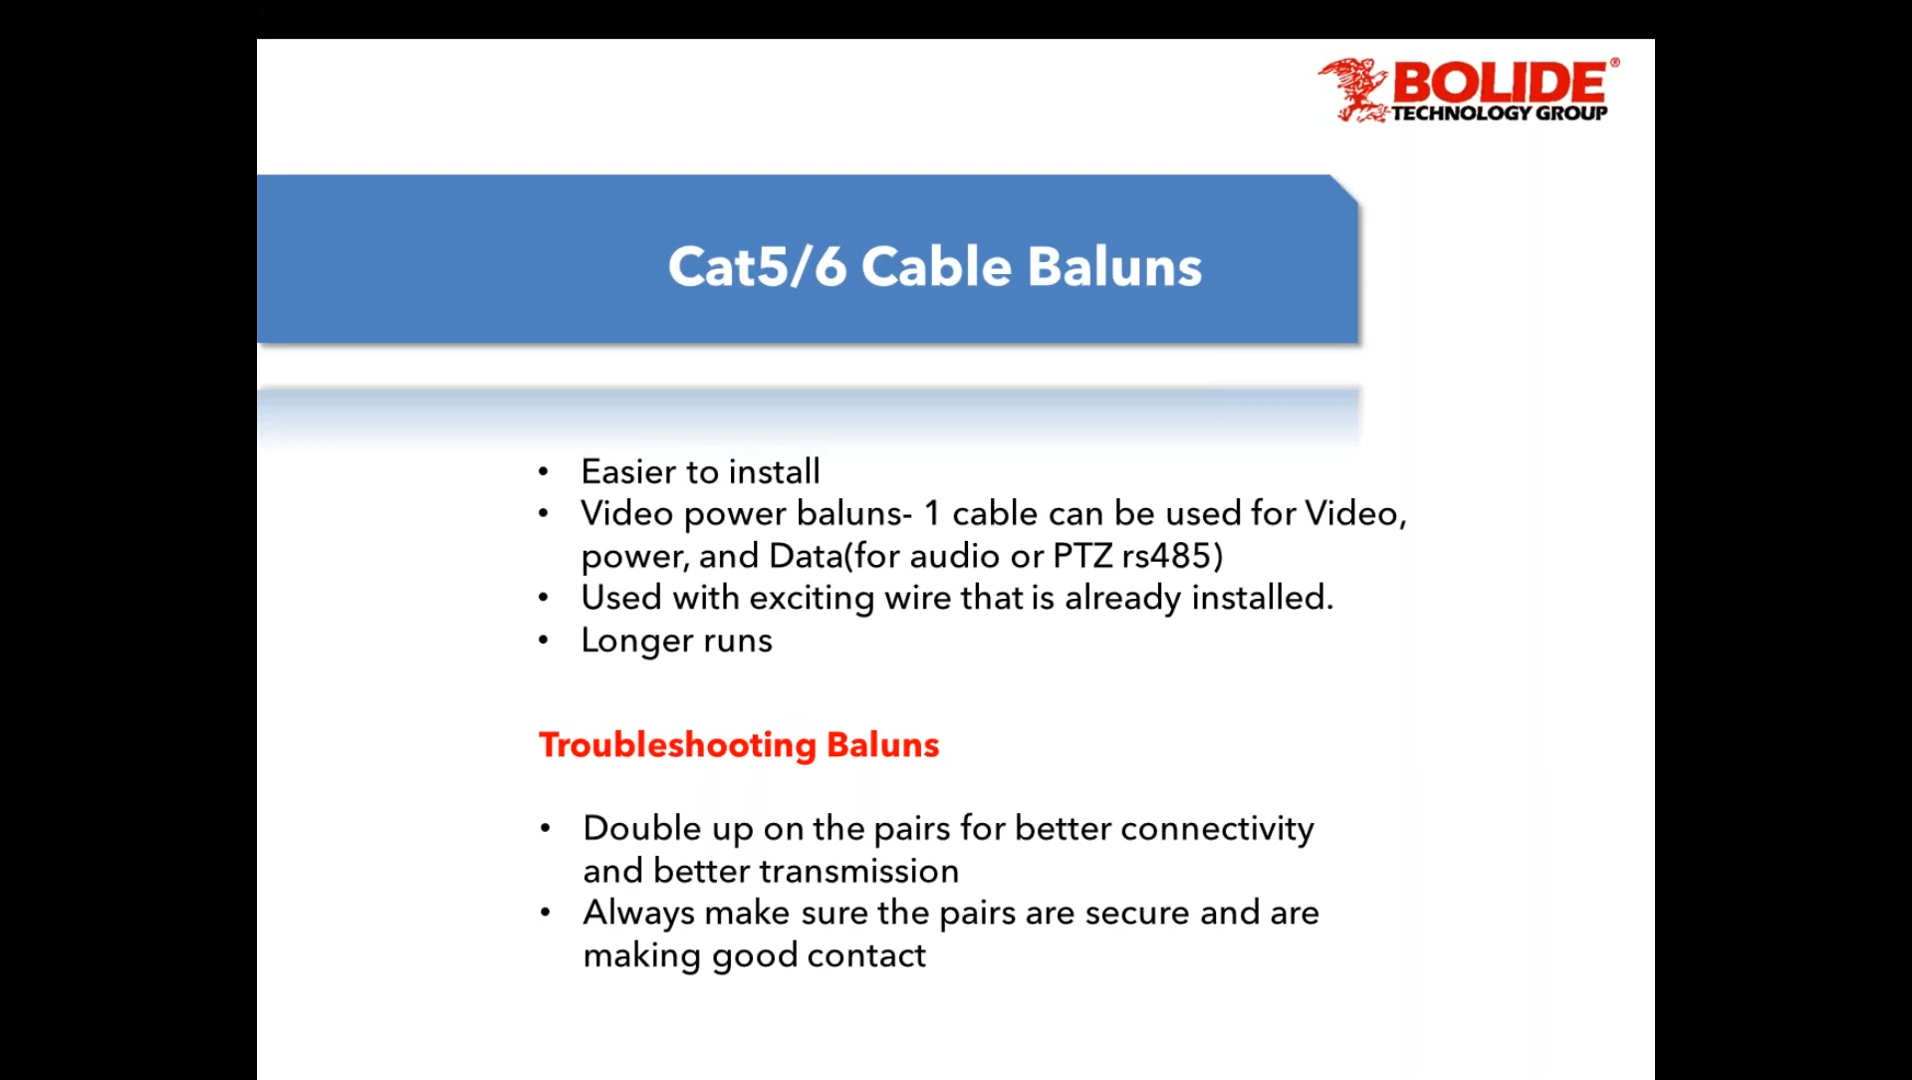 BOLIDE®
TECHNOLOGY GROUP
Cat5/6 Cable Baluns
• Easier to install
• Video power baluns- 1 cable can be used for Video,
power, and Data(for audio or PTZ rs485)
• Used with exciting wire that is already installed.
• Longer runs
Troubleshooting Baluns
• Double up on the pairs for better connectivity
and better transmission
• Always make sure the pairs are secure and are
making good contact